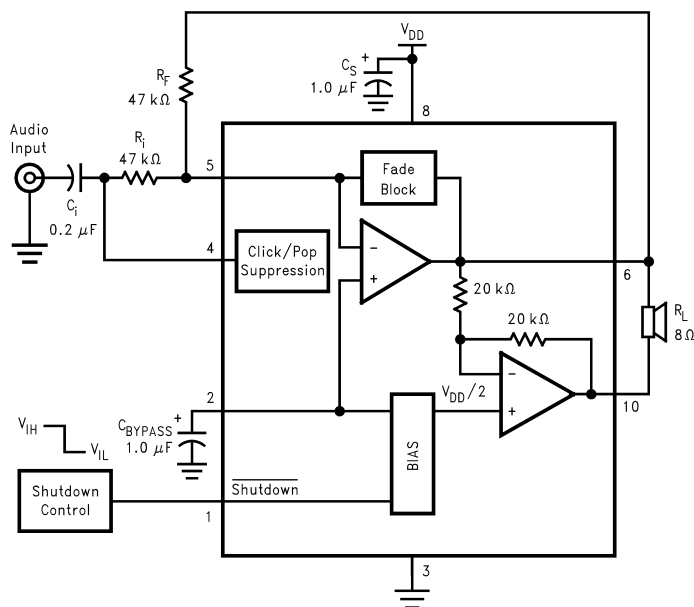 V_DD
C_S +
1.0 μF
8
R_F
47 kΩ
Audio
Input
R_i
47 kΩ
5
Fade
Block
C_i
0.2 μF
4
Click/Pop
Suppression
−
+
6
20 kΩ
20 kΩ
R_L
8Ω
2
V_DD/2
−
+
10
C_BYPASS +
1.0 μF
BIAS
V_IH
V_IL
Shutdown
Control
Shutdown
1
3